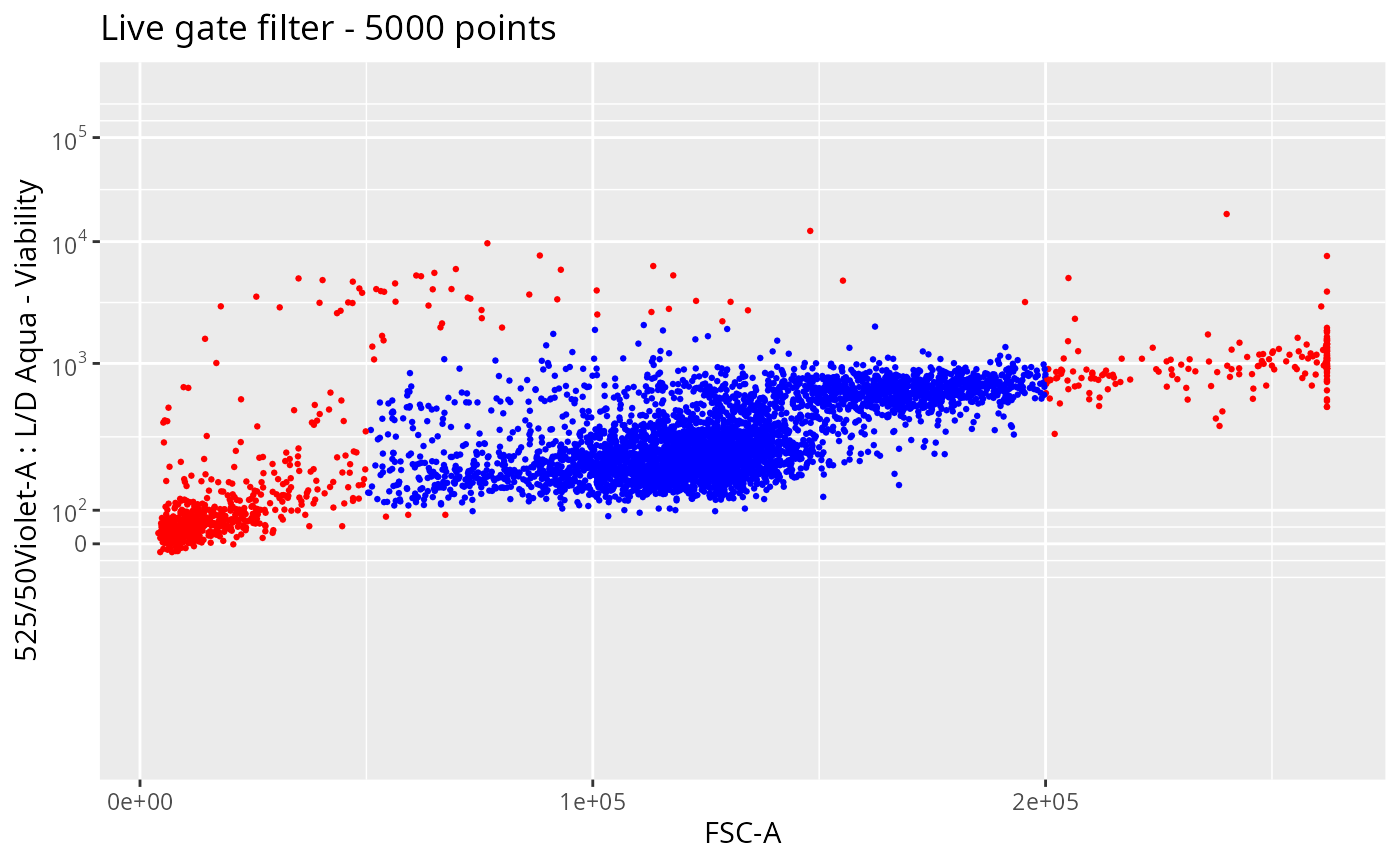 Live gate filter - 5000 points
525/50Violet-A : L/D Aqua - Viability
10^5
10^4
10^3
10^2
0
0e+00
1e+05
2e+05
FSC-A